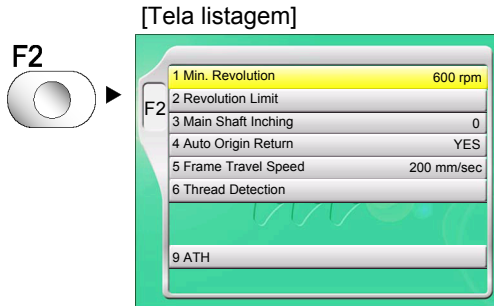 [Tela listagem]
F2
F2
1 Min. Revolution 600 rpm
2 Revolution Limit
3 Main Shaft Inching 0
4 Auto Origin Return YES
5 Frame Travel Speed 200 mm/sec
6 Thread Detection
9 ATH